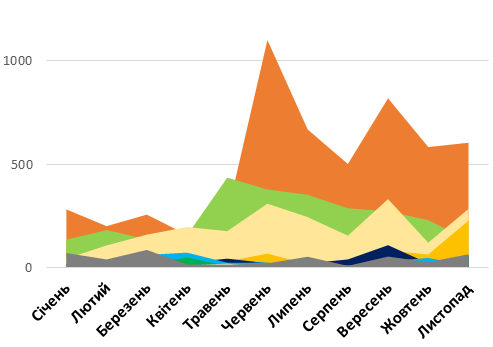 1000
500
0
Січень
Лютий
Березень
Квітень
Травень
Червень
Липень
Серпень
Вересень
Жовтень
Листопад